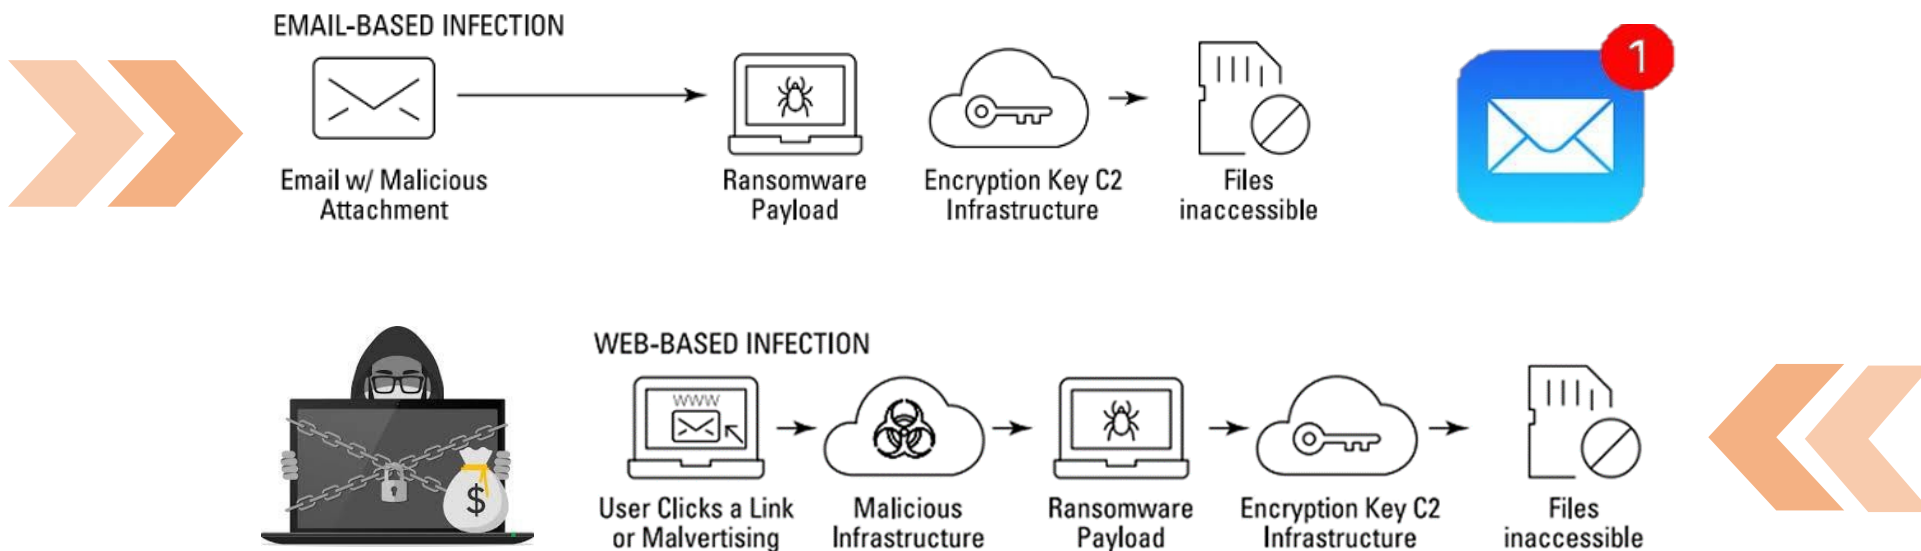 EMAIL-BASED INFECTION
1
Email w/ Malicious
Attachment
Ransomware
Payload
Encryption Key C2
Infrastructure
Files
inaccessible
WEB-BASED INFECTION
WWW
$
User Clicks a Link
or Malvertising
Malicious
Infrastructure
Ransomware
Payload
Encryption Key C2
Infrastructure
Files
inaccessible